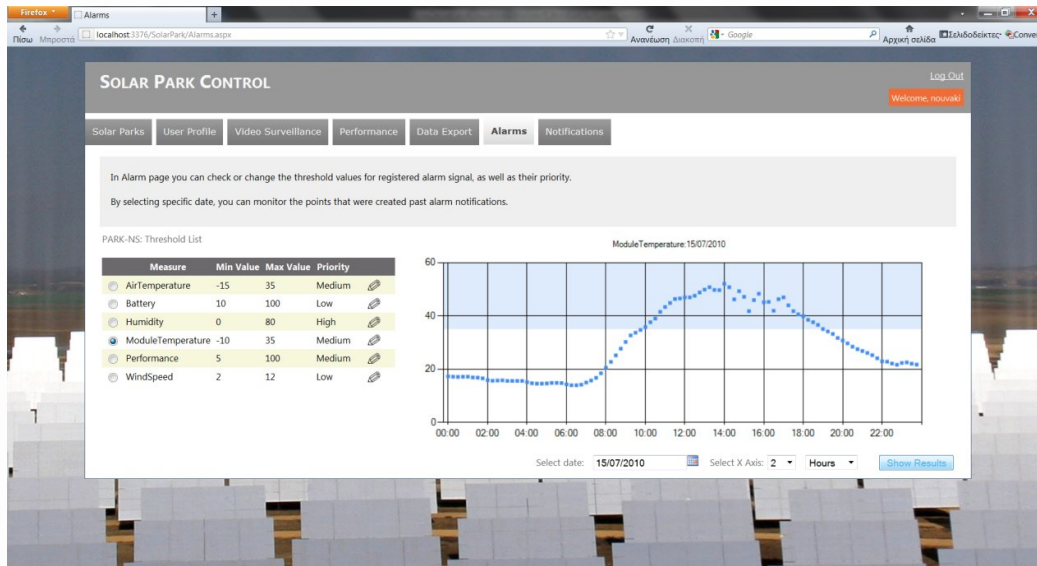 Firefox
Alarms
+
Πίσω Μπροστά
localhost:3376/SolarPark/Alarms.aspx
Ανανέωση Διακοπή
Google
Αρχική σελίδα
Σελιδοδείκτες
Conve
SOLAR PARK CONTROL
Log Out
Welcome, nouvaki
Solar Parks User Profile Video Surveillance Performance Data Export Alarms Notifications
In Alarm page you can check or change the threshold values for registered alarm signal, as well as their priority.
By selecting specific date, you can monitor the points that were created past alarm notifications.
PARK-NS: Threshold List
Measure Min Value Max Value Priority
AirTemperature -15 35 Medium
Battery 10 100 Low
Humidity 0 80 High
ModuleTemperature -10 35 Medium
Performance 5 100 Medium
WindSpeed 2 12 Low
ModuleTemperature:15/07/2010
60
40
20
0
00:00 02:00 04:00 06:00 08:00 10:00 12:00 14:00 16:00 18:00 20:00 22:00
Select date: 15/07/2010 Select X Axis: 2 Hours Show Results